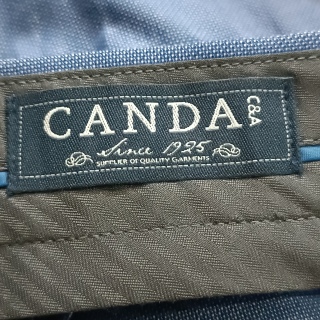 CANDA
C&A
Since 1925
SUPPLIER OF QUALITY GARMENTS